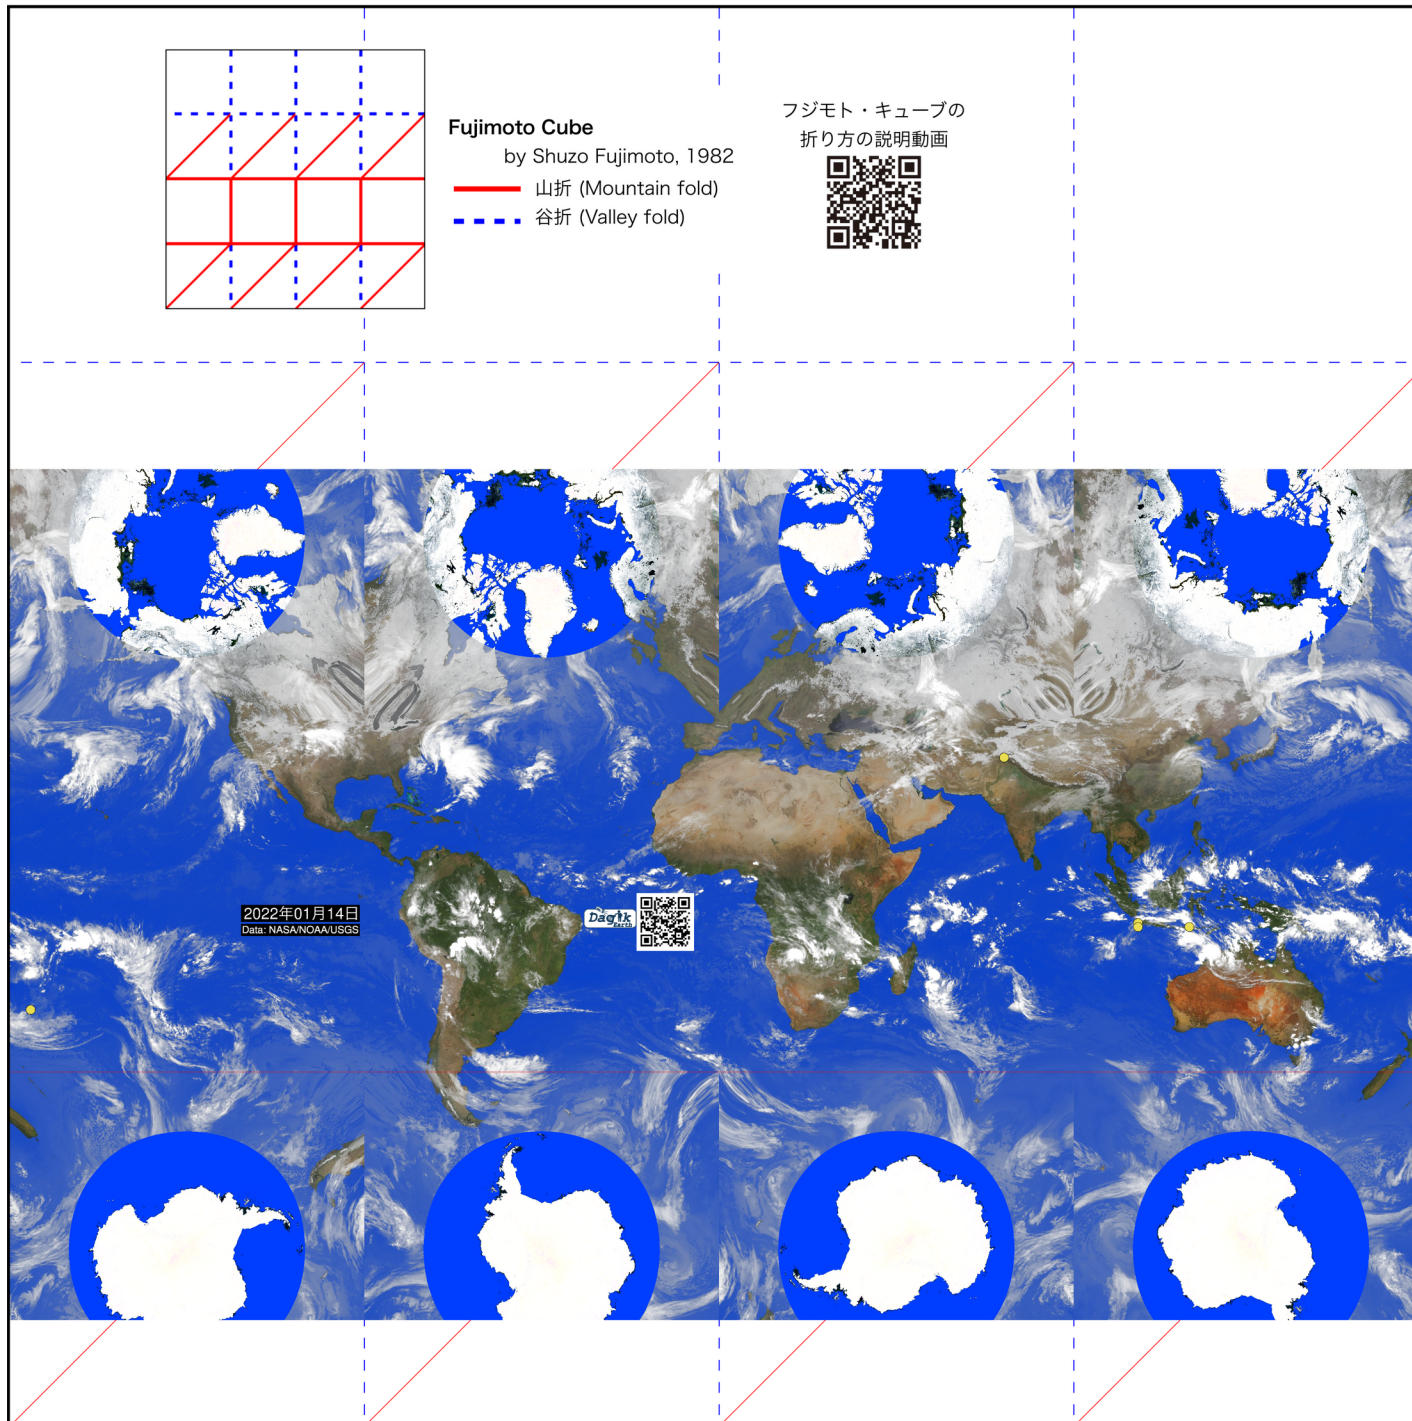 Fujimoto Cube
by Shuzo Fujimoto, 1982
山折 (Mountain fold)
谷折 (Valley fold)
フジモト・キューブの
折り方の説明動画
2022年01月14日
Data: NASA/NOAA/USGS
Dagik
Earth